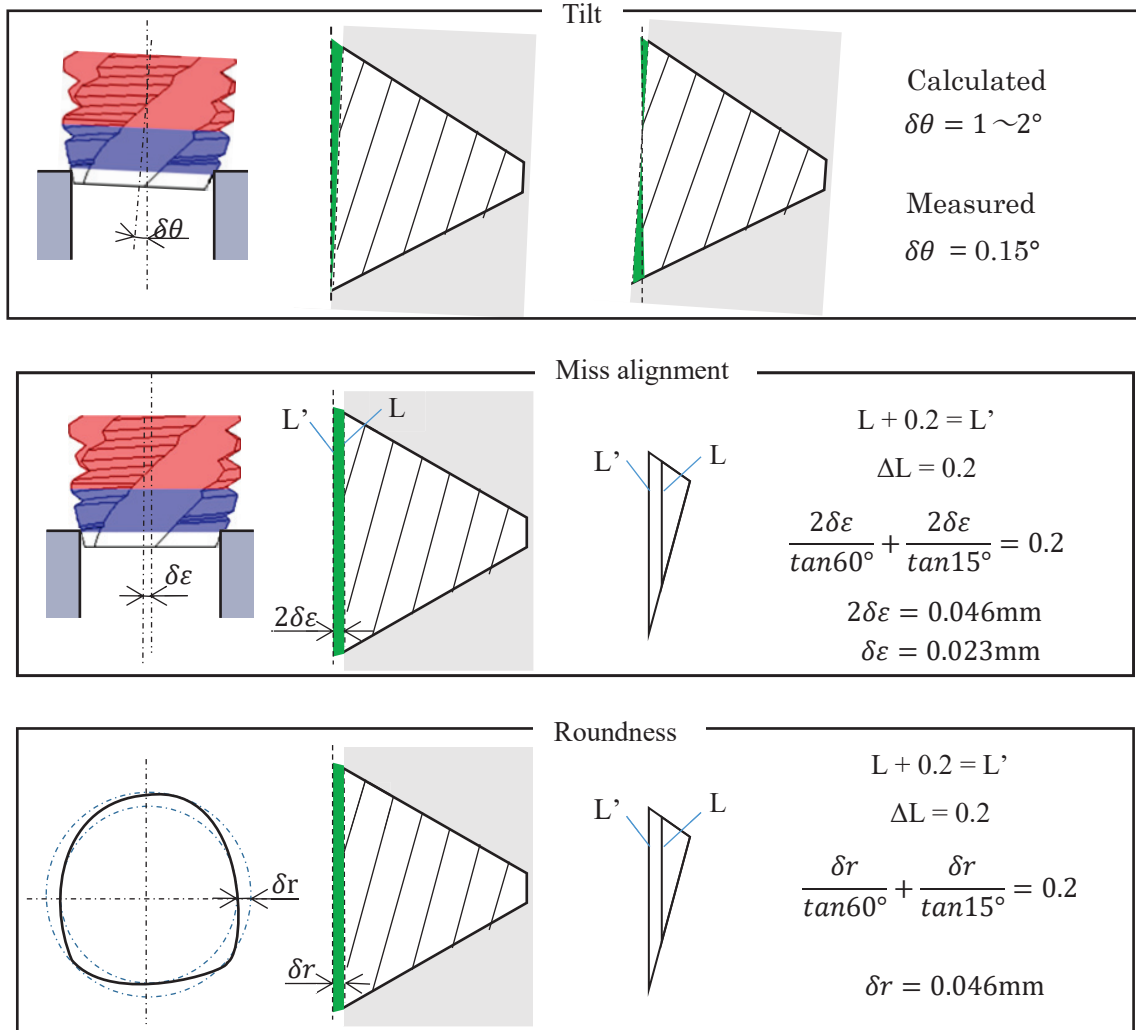 Tilt
δθ
Calculated
δθ = 1～2°
Measured
δθ = 0.15°
Miss alignment
L’
L
δε
2δε
L’
L
L + 0.2 = L’
ΔL = 0.2
2δε/tan60° + 2δε/tan15° = 0.2
2δε = 0.046mm
δε = 0.023mm
Roundness
δr
δr
L’
L
L + 0.2 = L’
ΔL = 0.2
δr/tan60° + δr/tan15° = 0.2
δr = 0.046mm